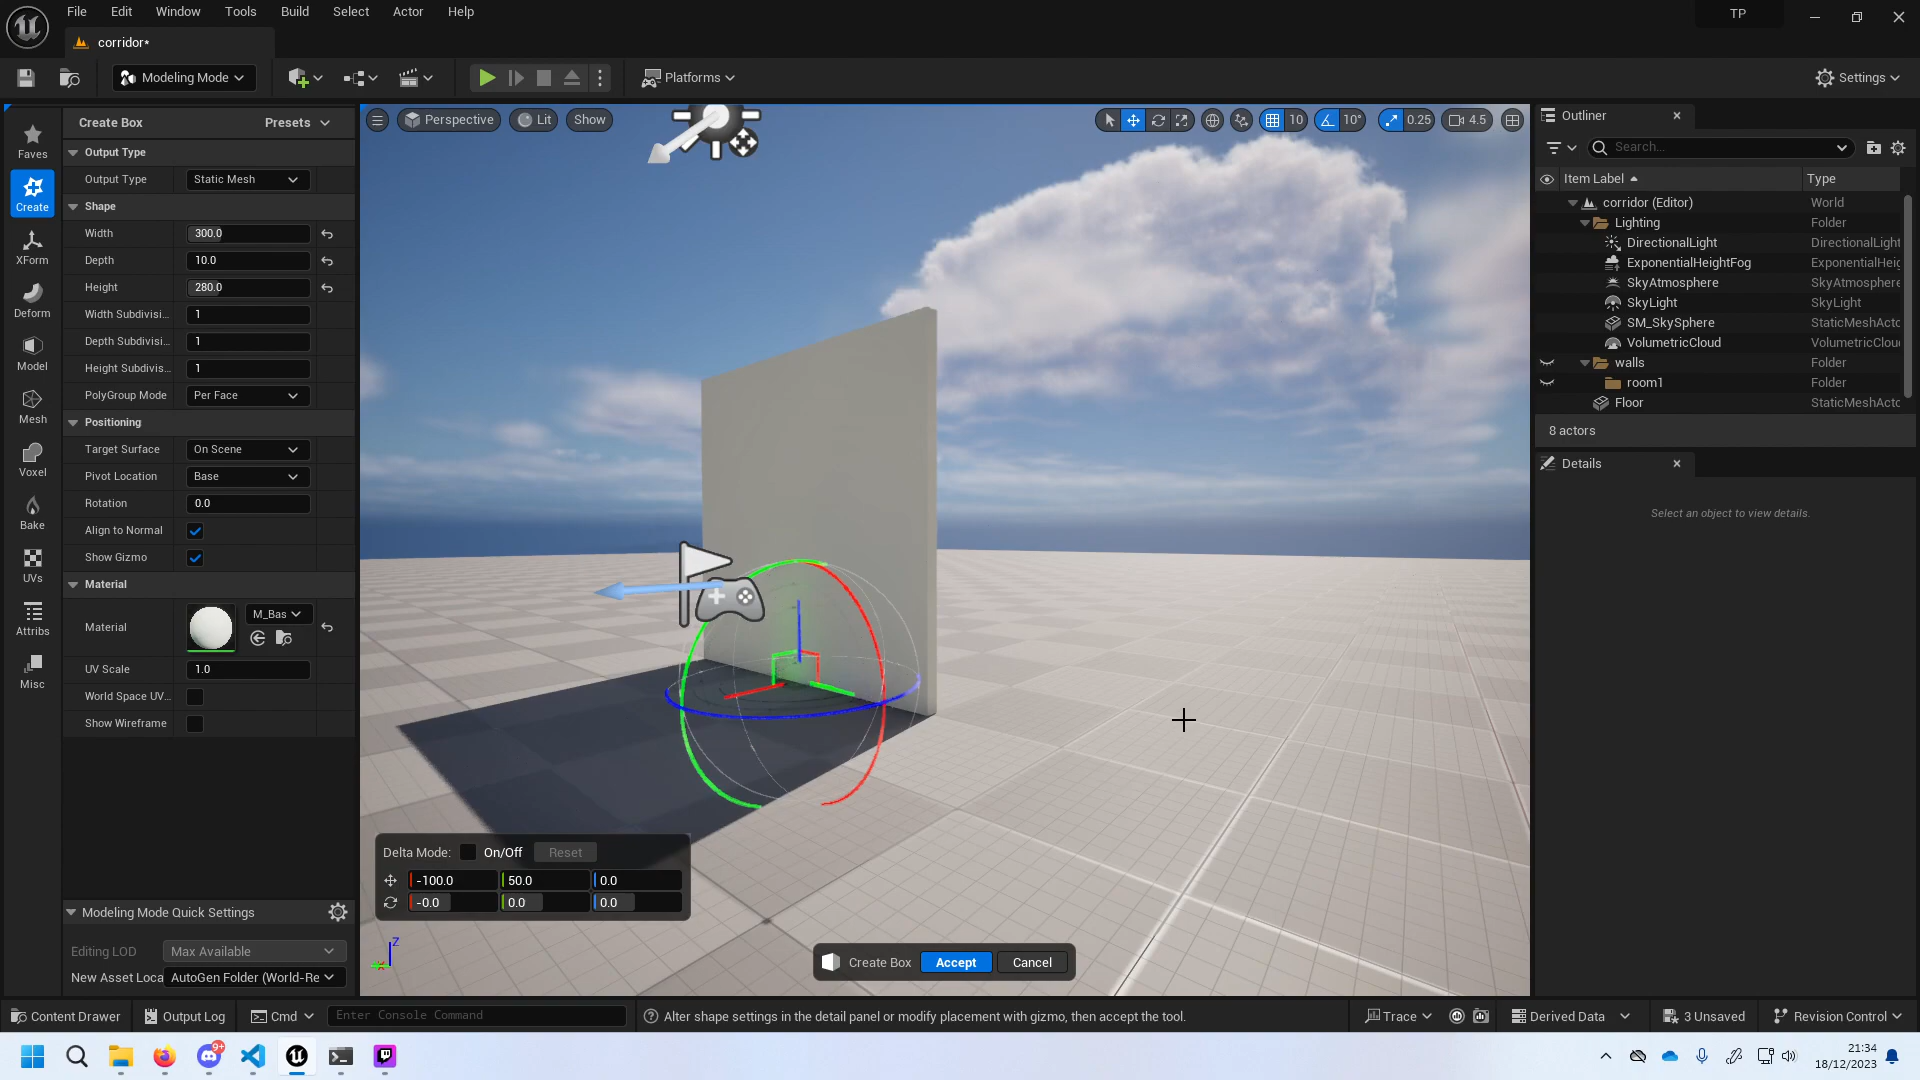 File Edit Window Tools Build Select Actor Help
TP
corridor*
Modeling Mode
Platforms
Settings
Faves
Create
XForm
Deform
Model
Mesh
Voxel
Bake
UVs
Attribs
Misc
Create Box Presets
Output Type
Output Type Static Mesh
Shape
Width 300.0
Depth 10.0
Height 280.0
Width Subdivisi... 1
Depth Subdivisi... 1
Height Subdivis... 1
PolyGroup Mode Per Face
Positioning
Target Surface On Scene
Pivot Location Base
Rotation 0.0
Align to Normal
Show Gizmo
Material
Material M_Bas
UV Scale 1.0
World Space UV...
Show Wireframe
Modeling Mode Quick Settings
Editing LOD Max Available
New Asset Loca AutoGen Folder (World-Re
Perspective Lit Show
10 10° 0.25 4.5
Delta Mode: On/Off Reset
-100.0 50.0 0.0
-0.0 0.0 0.0
Z
Create Box Accept Cancel
Outliner
Search...
Item Label Type
corridor (Editor) World
Lighting Folder
DirectionalLight DirectionalLight
ExponentialHeightFog ExponentialHeig
SkyAtmosphere SkyAtmosphere
SkyLight SkyLight
SM_SkySphere StaticMeshActo
VolumetricCloud VolumetricClou
walls Folder
room1 Folder
Floor StaticMeshActo
8 actors
Details
Select an object to view details.
Content Drawer Output Log Cmd Enter Console Command Alter shape settings in the detail panel or modify placement with gizmo, then accept the tool. Trace Derived Data 3 Unsaved Revision Control
9+
21:34
18/12/2023